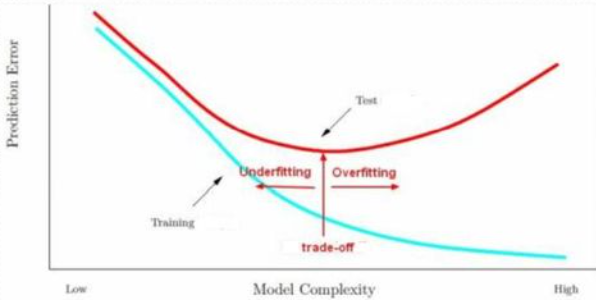 Prediction Error
Test
Underfitting
Overfitting
Training
trade-off
Low
Model Complexity
High